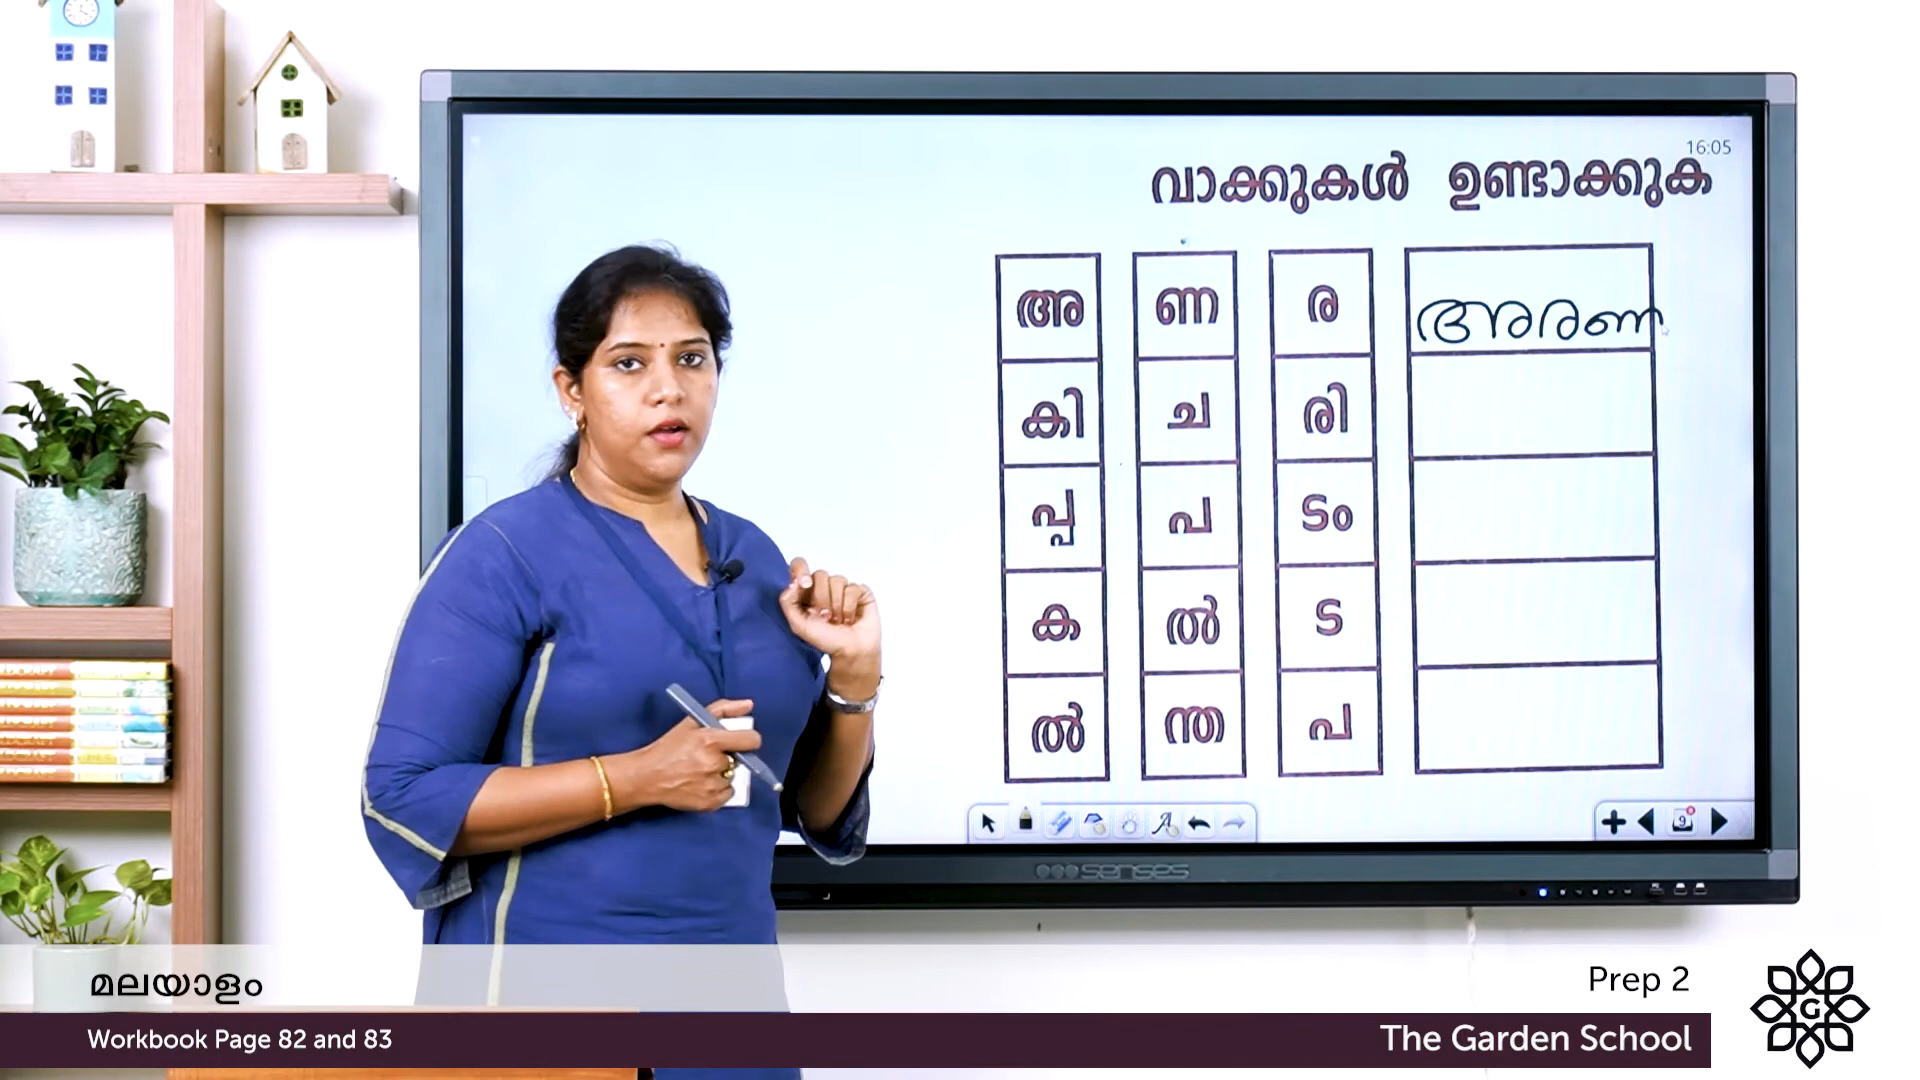 16:05
വാക്കുകൾ ഉണ്ടാക്കുക
അ ണ ര അരണ
കി ച രി
പ്പ പ ടം
ക ൽ ട
ൽ ന്ത പ
senses
മലയാളം
Prep 2
Workbook Page 82 and 83
The Garden School
G